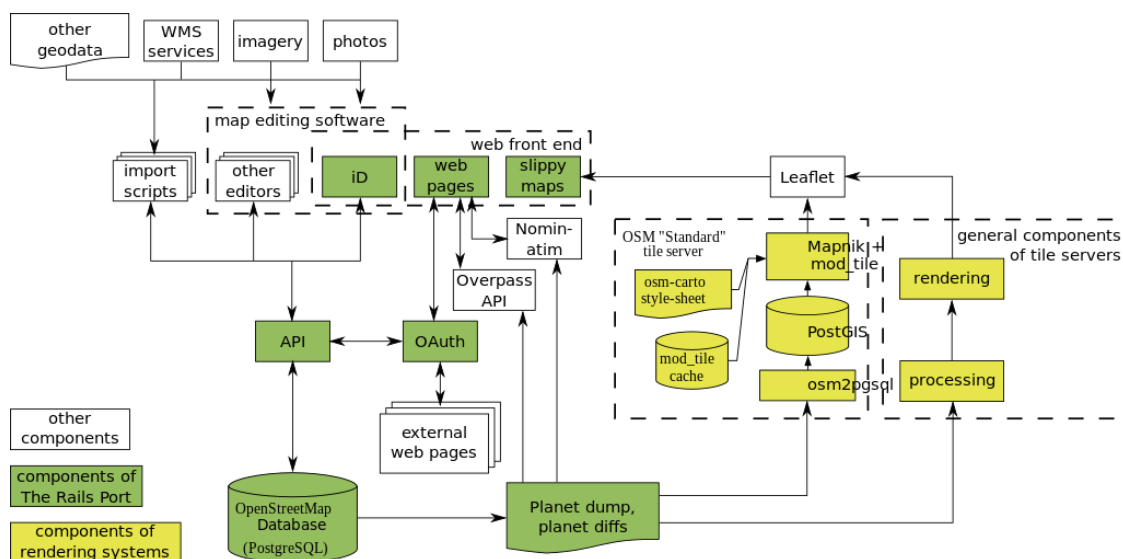 other
geodata
WMS
services
imagery
photos
map editing software
web front end
import
scripts
other
editors
iD
web
pages
slippy
maps
Leaflet
Nomin-
atim
Overpass
API
OSM "Standard"
tile server
Mapnik +
mod_tile
general components
of tile servers
osm-carto
style-sheet
rendering
PostGIS
mod_tile
cache
osm2pgsql
processing
API
OAuth
external
web pages
other
components
components of
The Rails Port
components of
rendering systems
OpenStreetMap
Database
(PostgreSQL)
Planet dump,
planet diffs